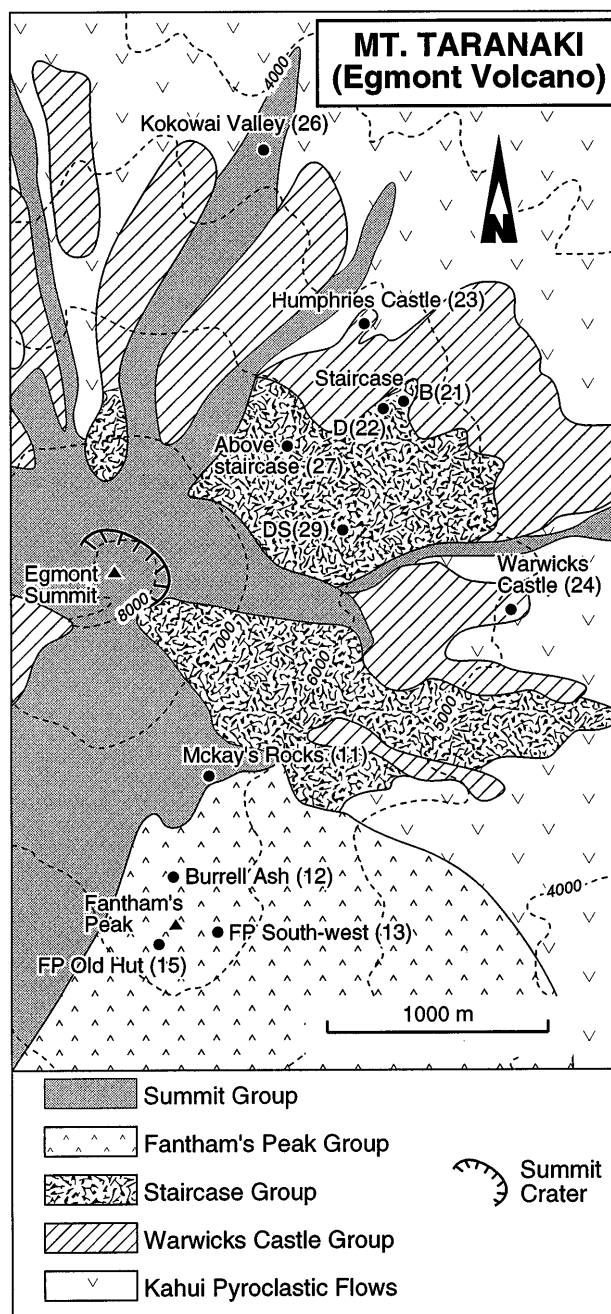 MT. TARANAKI
(Egmont Volcano)
4000
Kokowai Valley (26)
N
Humphries Castle (23)
Staircase
B(21)
D(22)
Above
staircase (27)
DS(29)
Egmont
Summit
8000
Warwicks
Castle (24)
7000
6000
5000
Mckay's Rocks (11)
Burrell Ash (12)
Fantham's
Peak
4000
FP South-west (13)
FP Old Hut (15)
1000 m
Summit Group
Fantham's Peak Group
Staircase Group
Summit
Crater
Warwicks Castle Group
Kahui Pyroclastic Flows